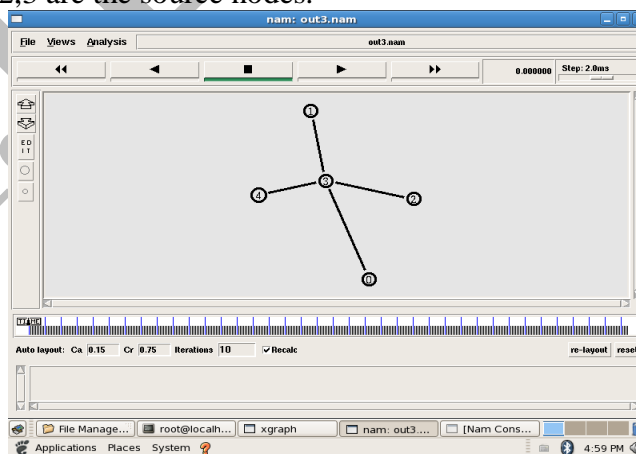 2,3 are the source nodes.
nam: out3.nam
File Views Analysis out3.nam
0.000000 Step: 2.0ms
ED
IT
1
3
4
2
0
TIME
Auto layout: Ca 0.15 Cr 0.75 Iterations 10 Recalc re-layout rese
File Manage... root@localh... xgraph nam: out3.... [Nam Cons...
Applications Places System 4:59 PM